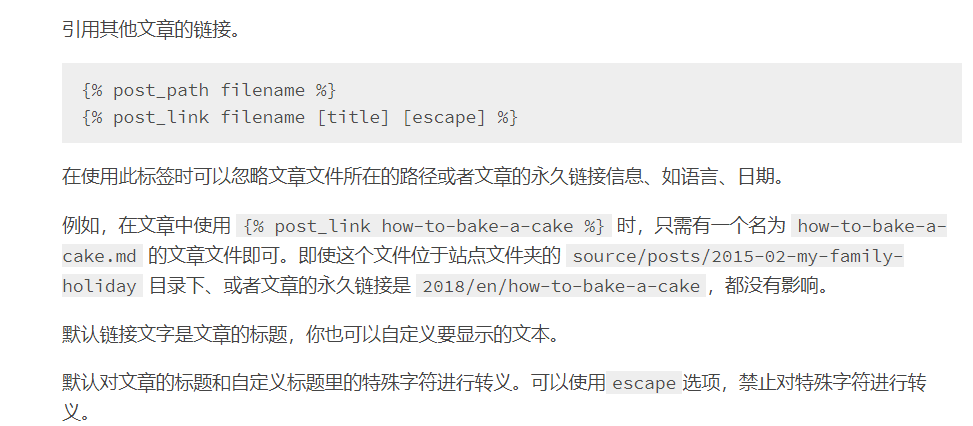 引用其他文章的链接。
{% post_path filename %}
{% post_link filename [title] [escape] %}
在使用此标签时可以忽略文章文件所在的路径或者文章的永久链接信息、如语言、日期。
例如，在文章中使用 {% post_link how-to-bake-a-cake %} 时，只需有一个名为 how-to-bake-a-
cake.md 的文章文件即可。即使这个文件位于站点文件夹的 source/posts/2015-02-my-family-
holiday 目录下、或者文章的永久链接是 2018/en/how-to-bake-a-cake，都没有影响。
默认链接文字是文章的标题，你也可以自定义要显示的文本。
默认对文章的标题和自定义标题里的特殊字符进行转义。可以使用escape选项，禁止对特殊字符进行转
义。